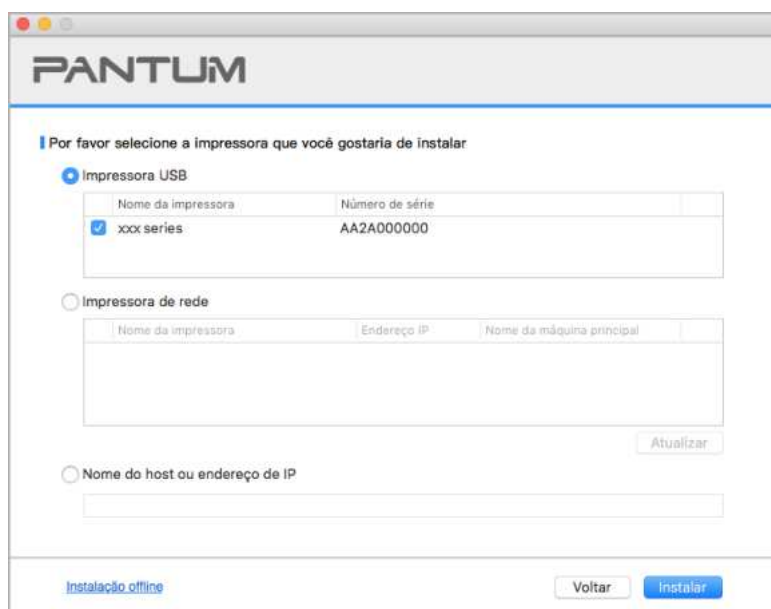 PANTUM
Por favor selecione a impressora que você gostaria de instalar
Impressora USB
Nome da impressora Número de série
xxx series AA2A000000
Impressora de rede
Nome da impressora Endereço IP Nome da máquina principal
Atualizar
Nome do host ou endereço de IP
Instalação offline Voltar Instalar